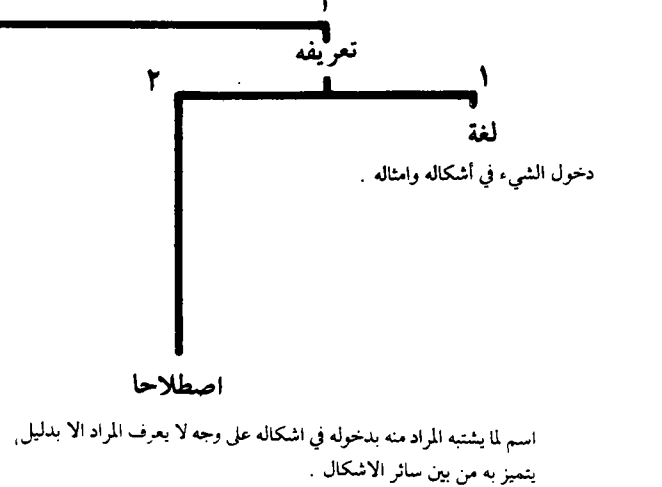 تعريفه
١
٢
لغة
دخول الشيء في أشكاله وامثاله .
اصطلاحا
اسم لما يشتبه المراد منه بدخوله في اشكاله على وجه لا يعرف المراد الا بدليل،
يتميز به من بين سائر الاشكال .